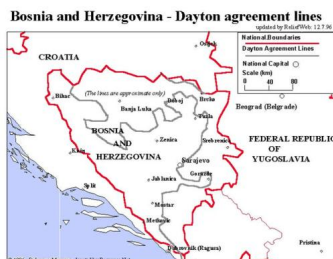 Bosnia and Herzegovina - Dayton agreement lines
updated by ReliefWeb: 12.7.96
National Boundaries
Dayton Agreement Lines
National Capital
Scale (km)
0 40 80
CROATIA
Osijek
(The lines are approximate only)
Bihac
Banja Luka
Doboj
Brcko
Tuzla
Beograd (Belgrade)
BOSNIA
AND
HERZEGOVINA
Zenica
Srebrenica
FEDERAL REPUBLIC
OF
YUGOSLAVIA
Knin
Sarajevo
Gorazde
Split
Jablanica
Mostar
Medjugorje
Dubrovnik (Ragusa)
Pristina